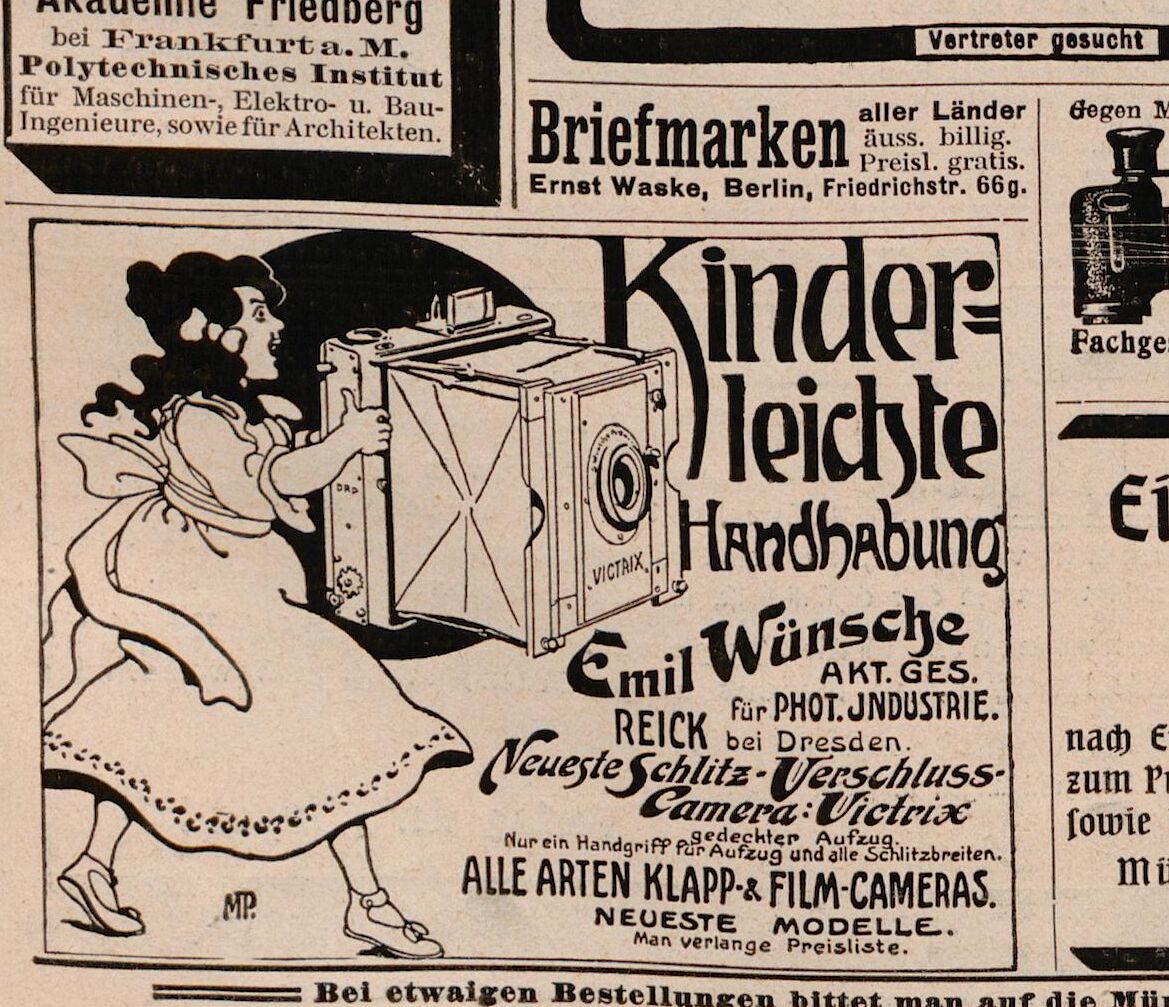 Akademie Friedberg
bei Frankfurt a. M.
Polytechnisches Institut
für Maschinen-, Elektro- u. Bau-
Ingenieure, sowie für Architekten.
Vertreter gesucht
Briefmarken
aller Länder
äuss. billig.
Preisl. gratis.
Ernst Waske, Berlin, Friedrichstr. 66g.
Gegen
Kinder=
leichte
Handhabung
DRP
VICTRIX
Emil Wünsche
AKT. GES.
für PHOT. JNDUSTRIE.
REICK bei Dresden.
Neueste Schlitz-Verschluss-
Camera: Victrix
gedeckter Aufzug.
Nur ein Handgriff für Aufzug und alle Schlitzbreiten.
ALLE ARTEN KLAPP-& FILM-CAMERAS.
NEUESTE MODELLE.
Man verlange Preisliste.
MP.
nach
zum
sowie
Bei etwaigen Bestellungen bittet man auf die